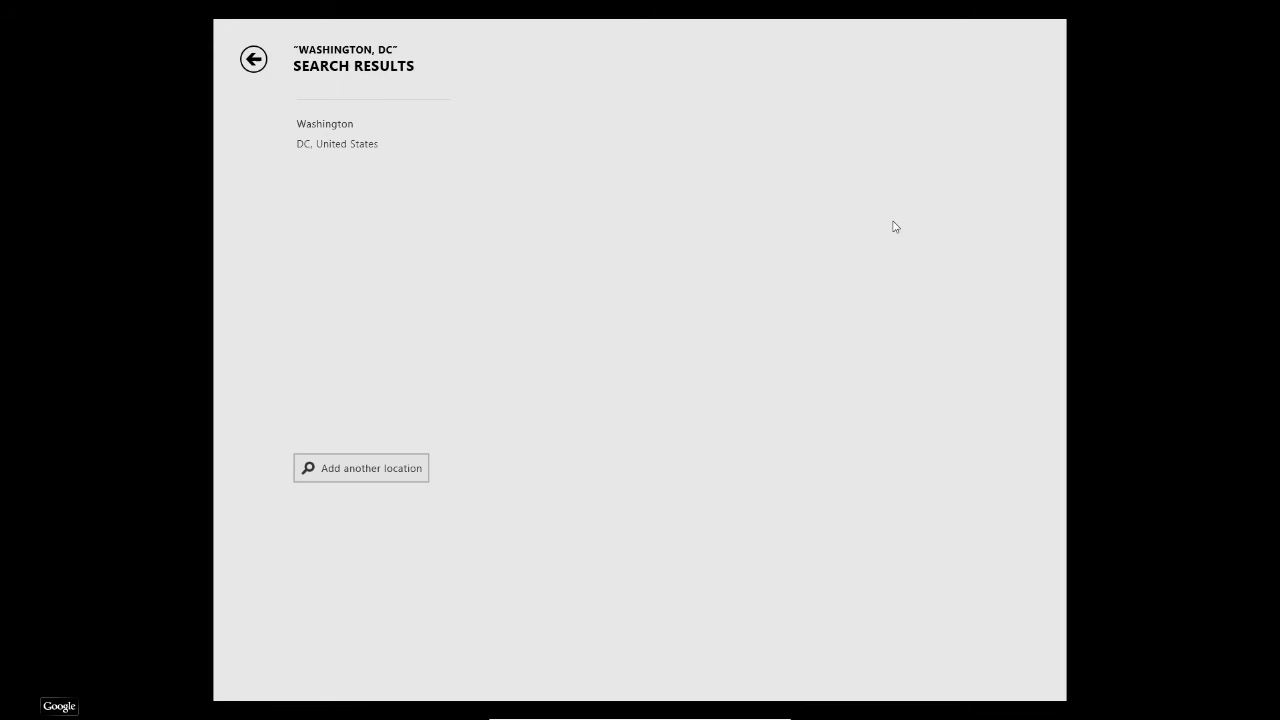 “WASHINGTON, DC”
SEARCH RESULTS
Washington
DC, United States
Add another location
Google